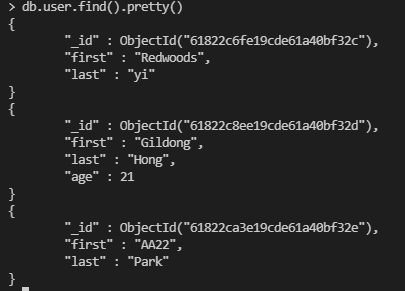 > db.user.find().pretty()
{
        "_id" : ObjectId("61822c6fe19cde61a40bf32c"),
        "first" : "Redwoods",
        "last" : "yi"
}
{
        "_id" : ObjectId("61822c8ee19cde61a40bf32d"),
        "first" : "Gildong",
        "last" : "Hong",
        "age" : 21
}
{
        "_id" : ObjectId("61822ca3e19cde61a40bf32e"),
        "first" : "AA22",
        "last" : "Park"
}